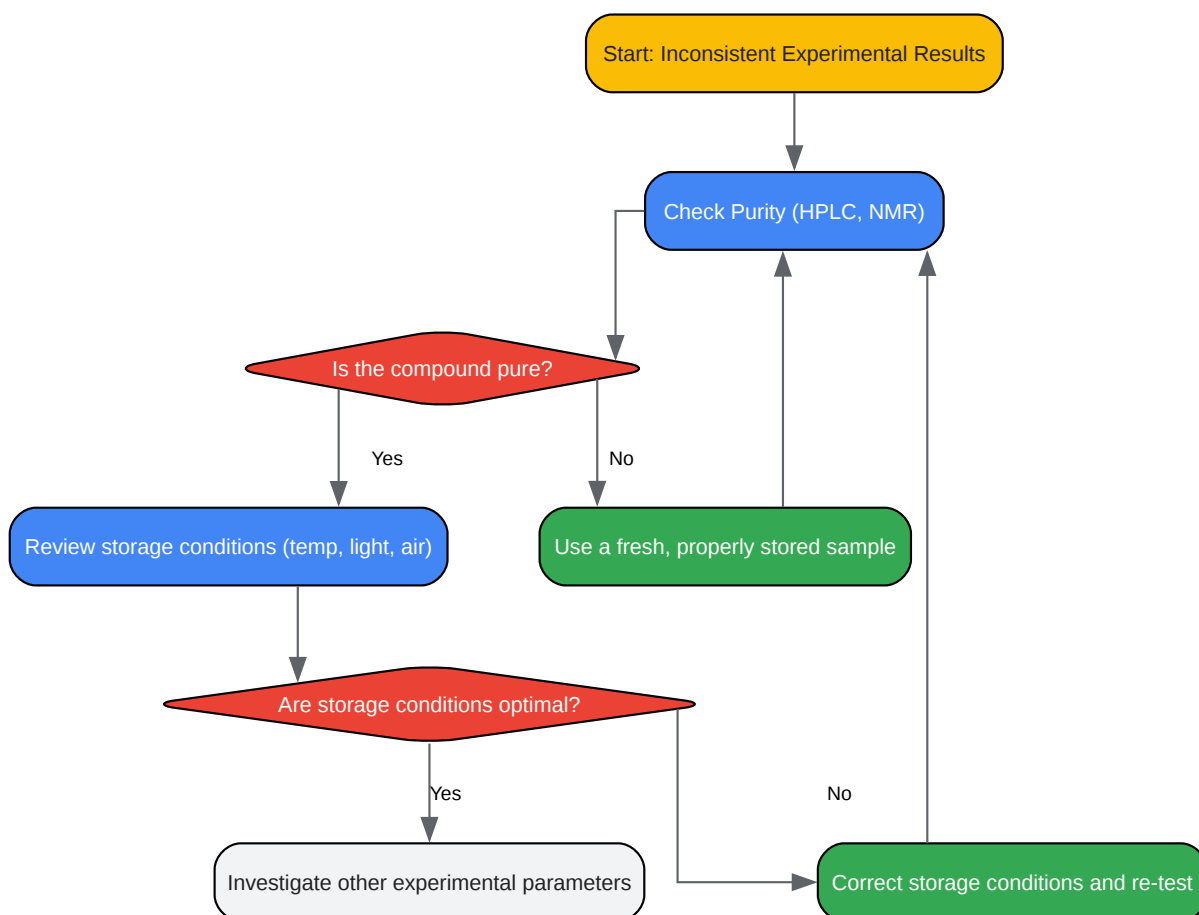 Start: Inconsistent Experimental Results
Check Purity (HPLC, NMR)
Is the compound pure?
Yes
No
Review storage conditions (temp, light, air)
Use a fresh, properly stored sample
Are storage conditions optimal?
Yes
No
Investigate other experimental parameters
Correct storage conditions and re-test